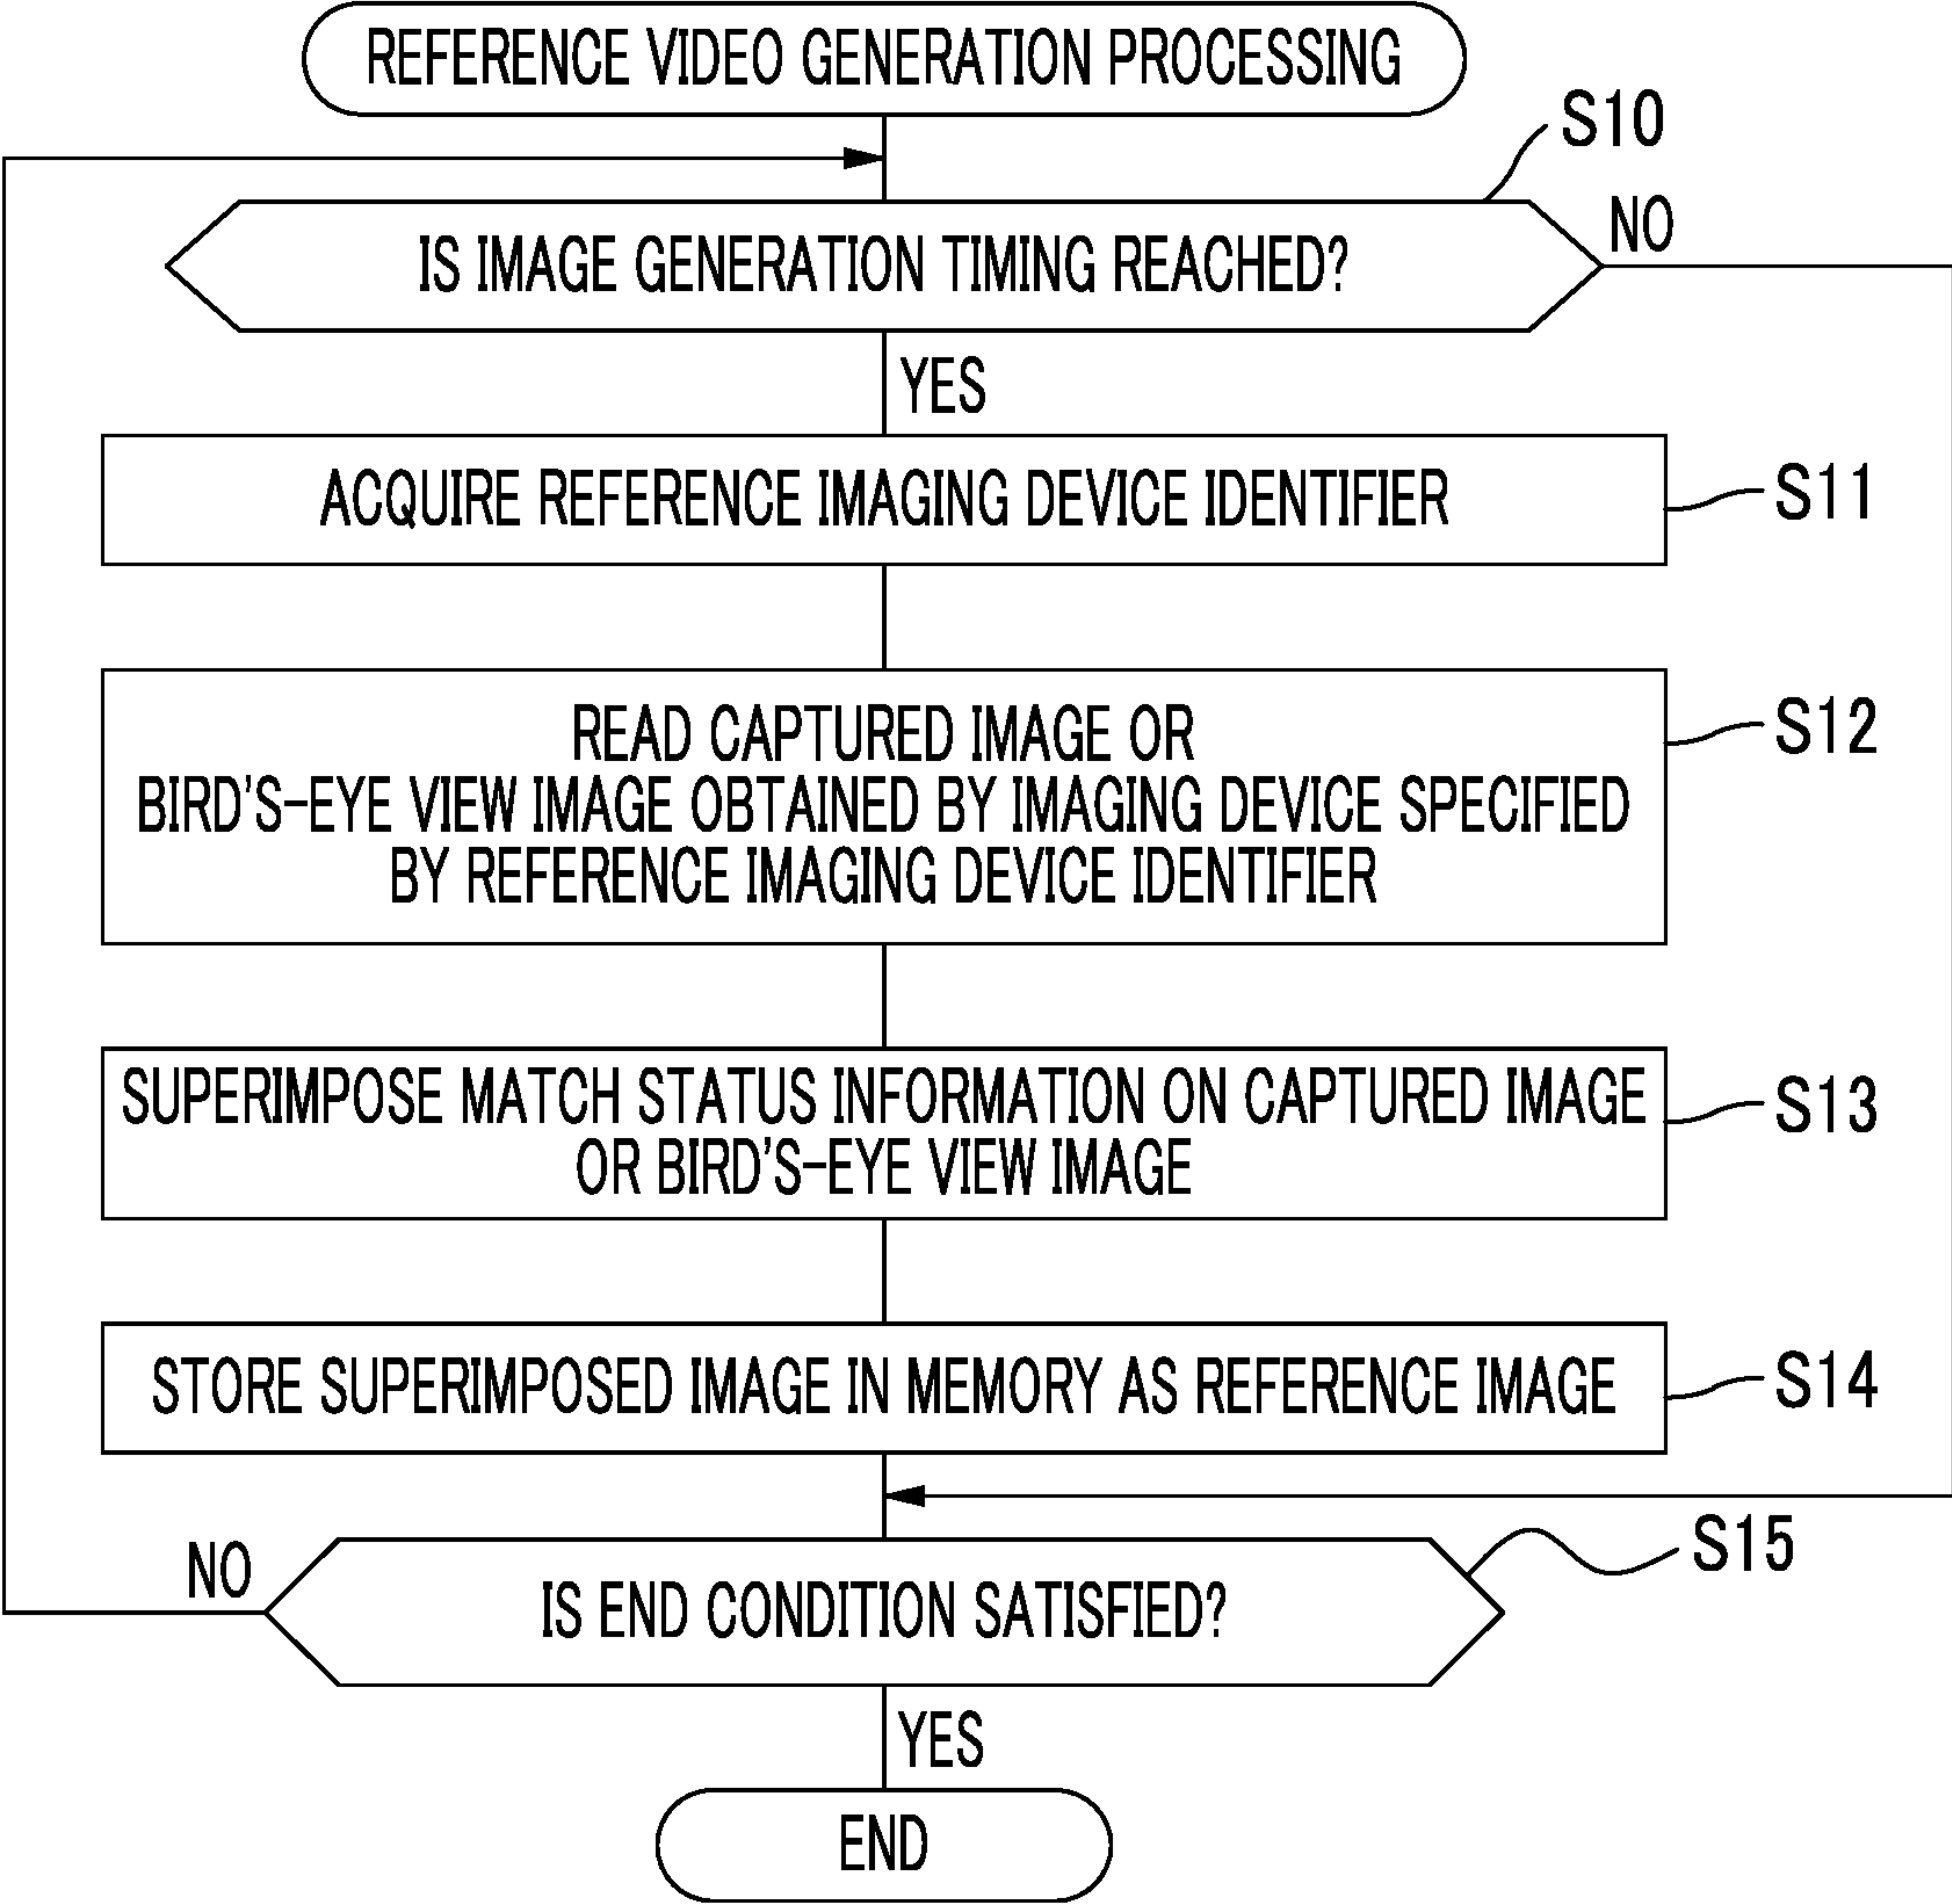 REFERENCE VIDEO GENERATION PROCESSING
S10
IS IMAGE GENERATION TIMING REACHED?
NO
YES
ACQUIRE REFERENCE IMAGING DEVICE IDENTIFIER
S11
READ CAPTURED IMAGE OR
BIRD'S-EYE VIEW IMAGE OBTAINED BY IMAGING DEVICE SPECIFIED
BY REFERENCE IMAGING DEVICE IDENTIFIER
S12
SUPERIMPOSE MATCH STATUS INFORMATION ON CAPTURED IMAGE
OR BIRD'S-EYE VIEW IMAGE
S13
STORE SUPERIMPOSED IMAGE IN MEMORY AS REFERENCE IMAGE
S14
S15
NO
IS END CONDITION SATISFIED?
YES
END